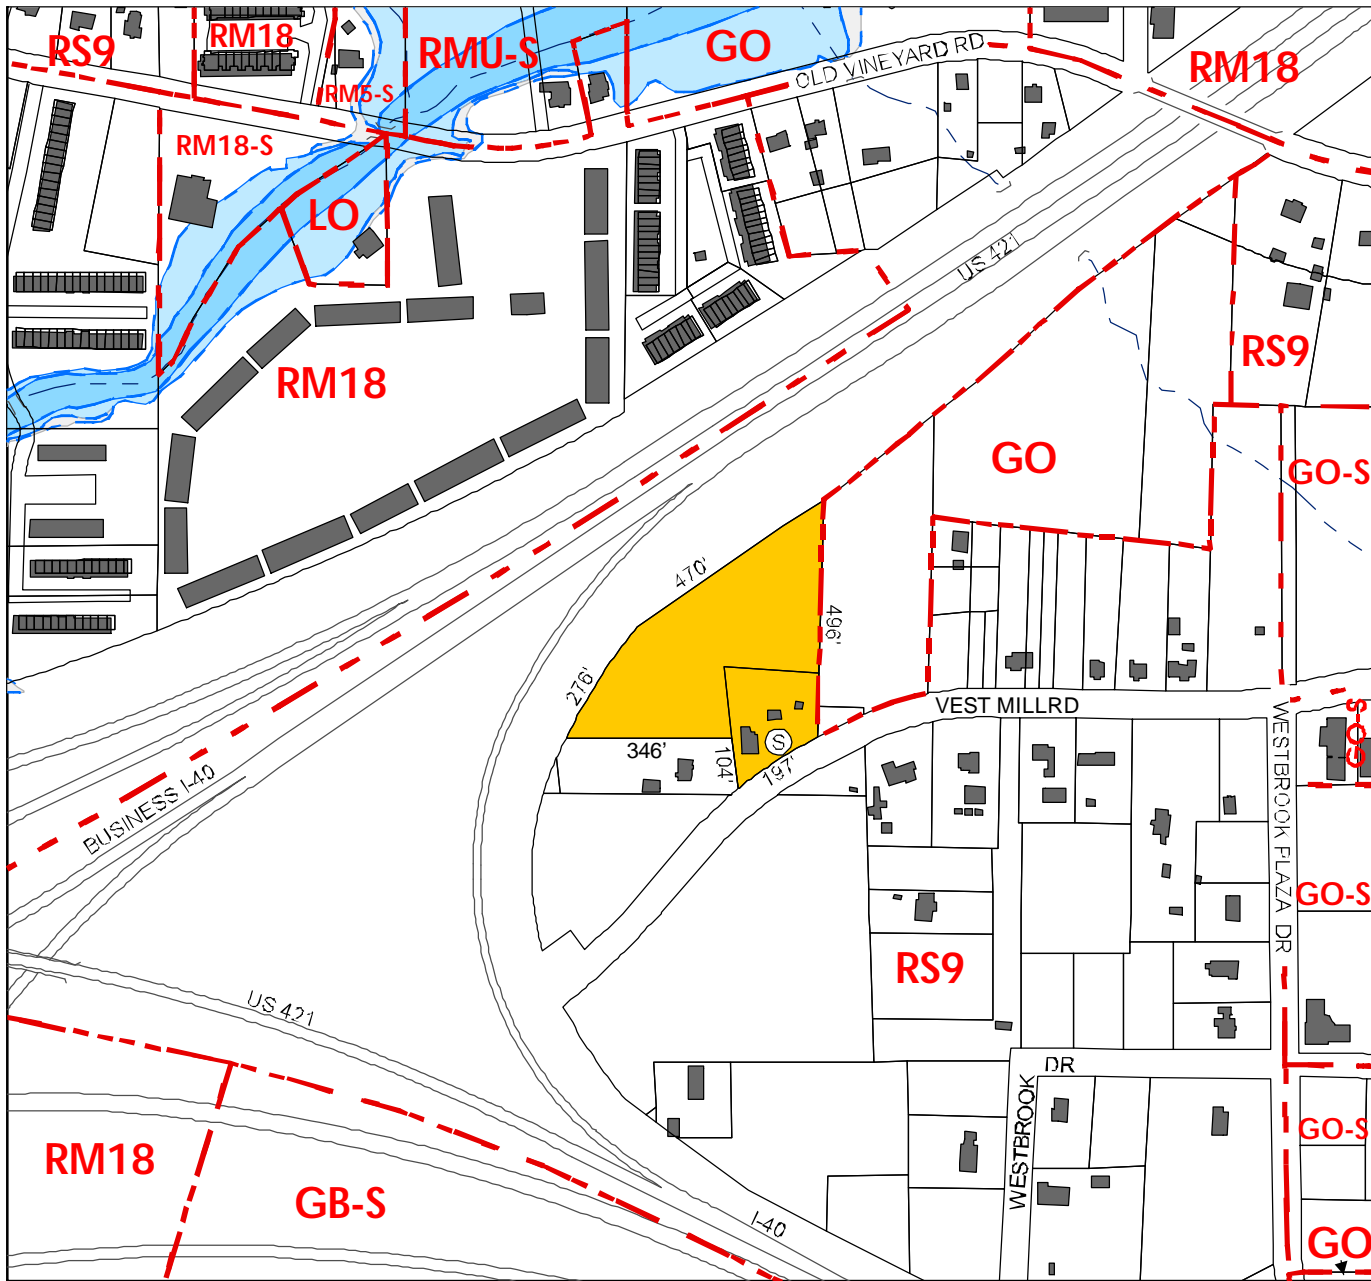 RS9
RM18
RM5-S
RMU-S
GO
OLD VINEYARD RD
RM18
RM18-S
LO
US 421
RM18
RS9
GO
GO-S
470'
496'
276'
346'
104'
197'
S
VEST MILLRD
GO-S
WESTBROOK PLAZA DR
BUSINESS I-40
GO-S
RS9
US 421
DR
WESTBROOK
GO-S
RM18
GB-S
I-40
GO